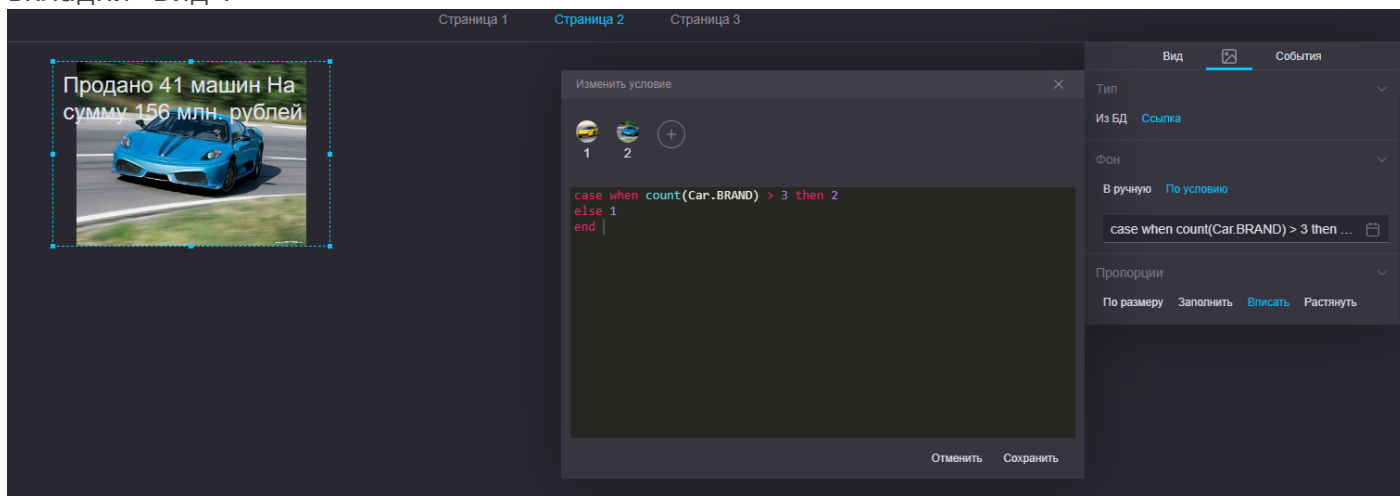 Страница 1 Страница 2 Страница 3
Продано 41 машин На
сумму 156 млн. рублей
Изменить условие
1 2
case when count(Car.BRAND) > 3 then 2
else 1
end
Отменить Сохранить
Вид События
Тип
Из БД Ссылка
Фон
В ручную По условию
case when count(Car.BRAND) > 3 then ...
Пропорции
По размеру Заполнить Вписать Растянуть